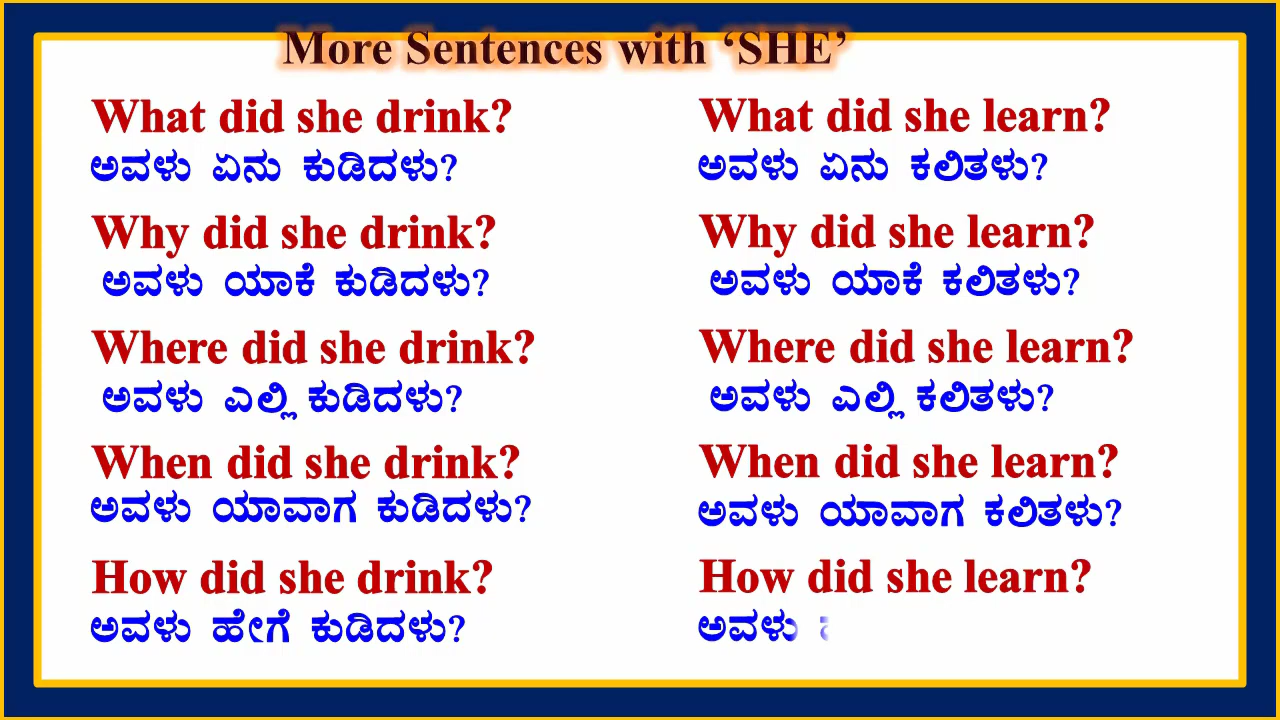 More Sentences with ‘SHE’
What did she drink?
ಅವಳು ಏನು ಕುಡಿದಳು?
Why did she drink?
ಅವಳು ಯಾಕೆ ಕುಡಿದಳು?
Where did she drink?
ಅವಳು ಎಲ್ಲಿ ಕುಡಿದಳು?
When did she drink?
ಅವಳು ಯಾವಾಗ ಕುಡಿದಳು?
How did she drink?
ಅವಳು ಹೇಗೆ ಕುಡಿದಳು?
What did she learn?
ಅವಳು ಏನು ಕಲಿತಳು?
Why did she learn?
ಅವಳು ಯಾಕೆ ಕಲಿತಳು?
Where did she learn?
ಅವಳು ಎಲ್ಲಿ ಕಲಿತಳು?
When did she learn?
ಅವಳು ಯಾವಾಗ ಕಲಿತಳು?
How did she learn?
ಅವಳು